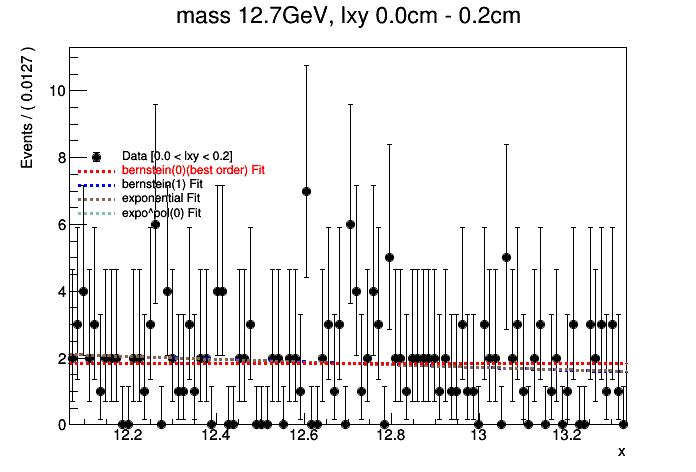 mass 12.7GeV, lxy 0.0cm - 0.2cm
Events / ( 0.0127 )
10
8
6
4
2
0
Data [0.0 < lxy < 0.2]
bernstein(0)(best order) Fit
bernstein(1) Fit
exponential Fit
expo^pol(0) Fit
12.2 12.4 12.6 12.8 13 13.2
x